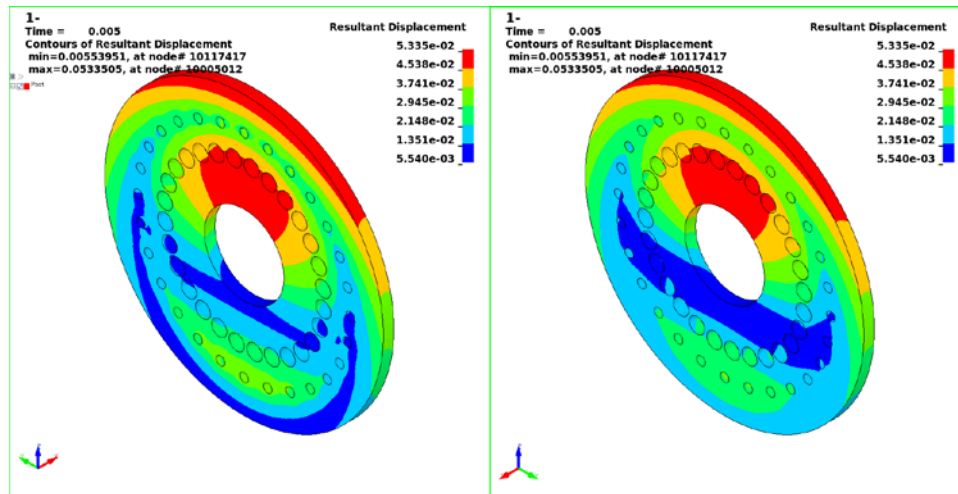 1-
Time = 0.005
Contours of Resultant Displacement
min=0.00553951, at node# 10117417
max=0.0533505, at node# 10005012
Part
Resultant Displacement
5.335e-02
4.538e-02
3.741e-02
2.945e-02
2.148e-02
1.351e-02
5.540e-03
1-
Time = 0.005
Contours of Resultant Displacement
min=0.00553951, at node# 10117417
max=0.0533505, at node# 10005012
Resultant Displacement
5.335e-02
4.538e-02
3.741e-02
2.945e-02
2.148e-02
1.351e-02
5.540e-03